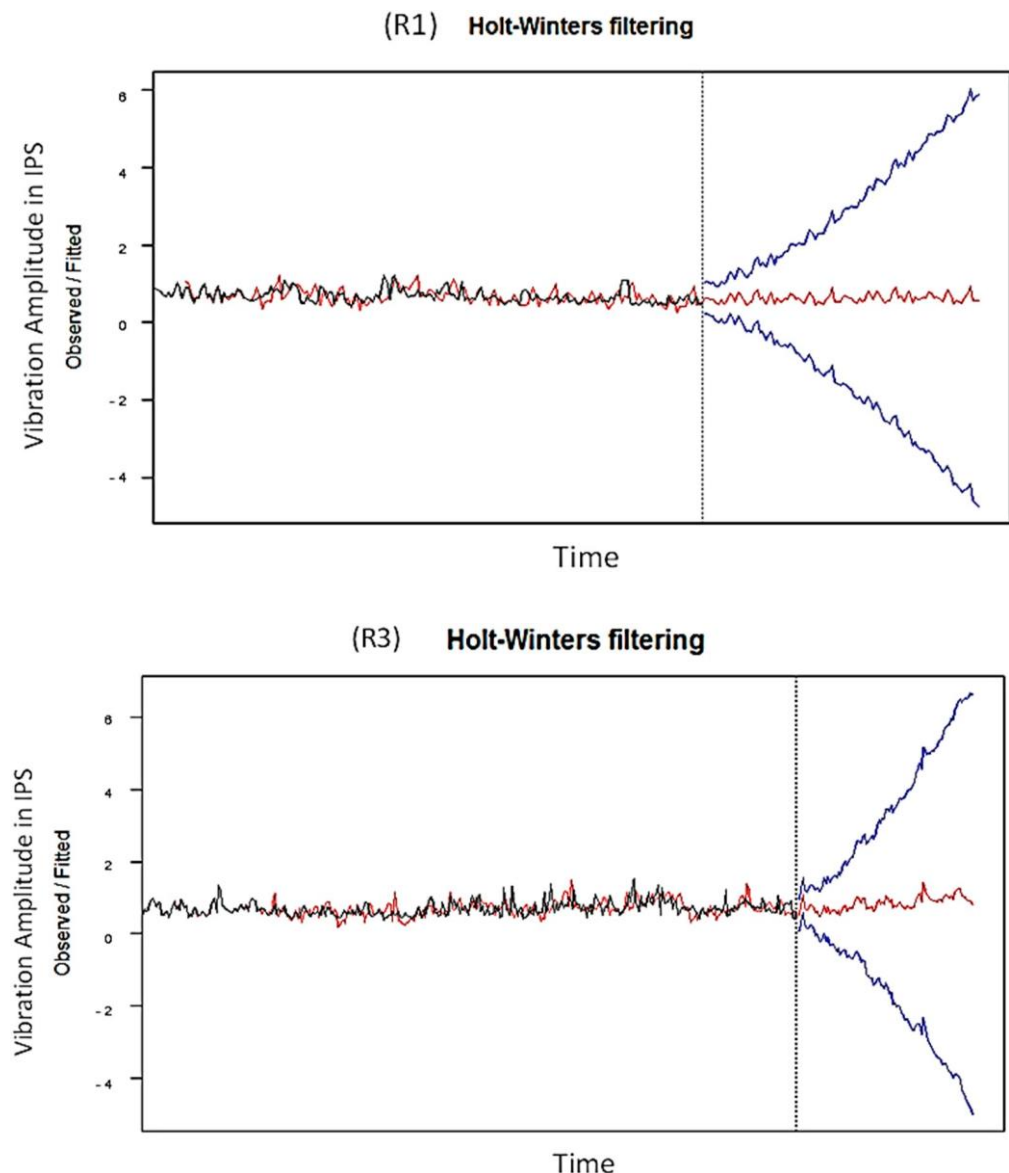 (R1) Holt-Winters filtering
Vibration Amplitude in IPS
Observed / Fitted
6
4
2
0
-2
-4
Time
(R3) Holt-Winters filtering
Vibration Amplitude in IPS
Observed / Fitted
6
4
2
0
-2
-4
Time